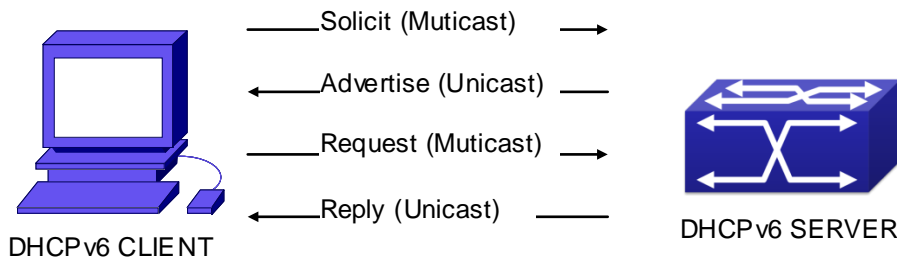 Solicit (Muticast)
Advertise (Unicast)
Request (Muticast)
Reply (Unicast)
DHCPv6 CLIENT
DHCPv6 SERVER